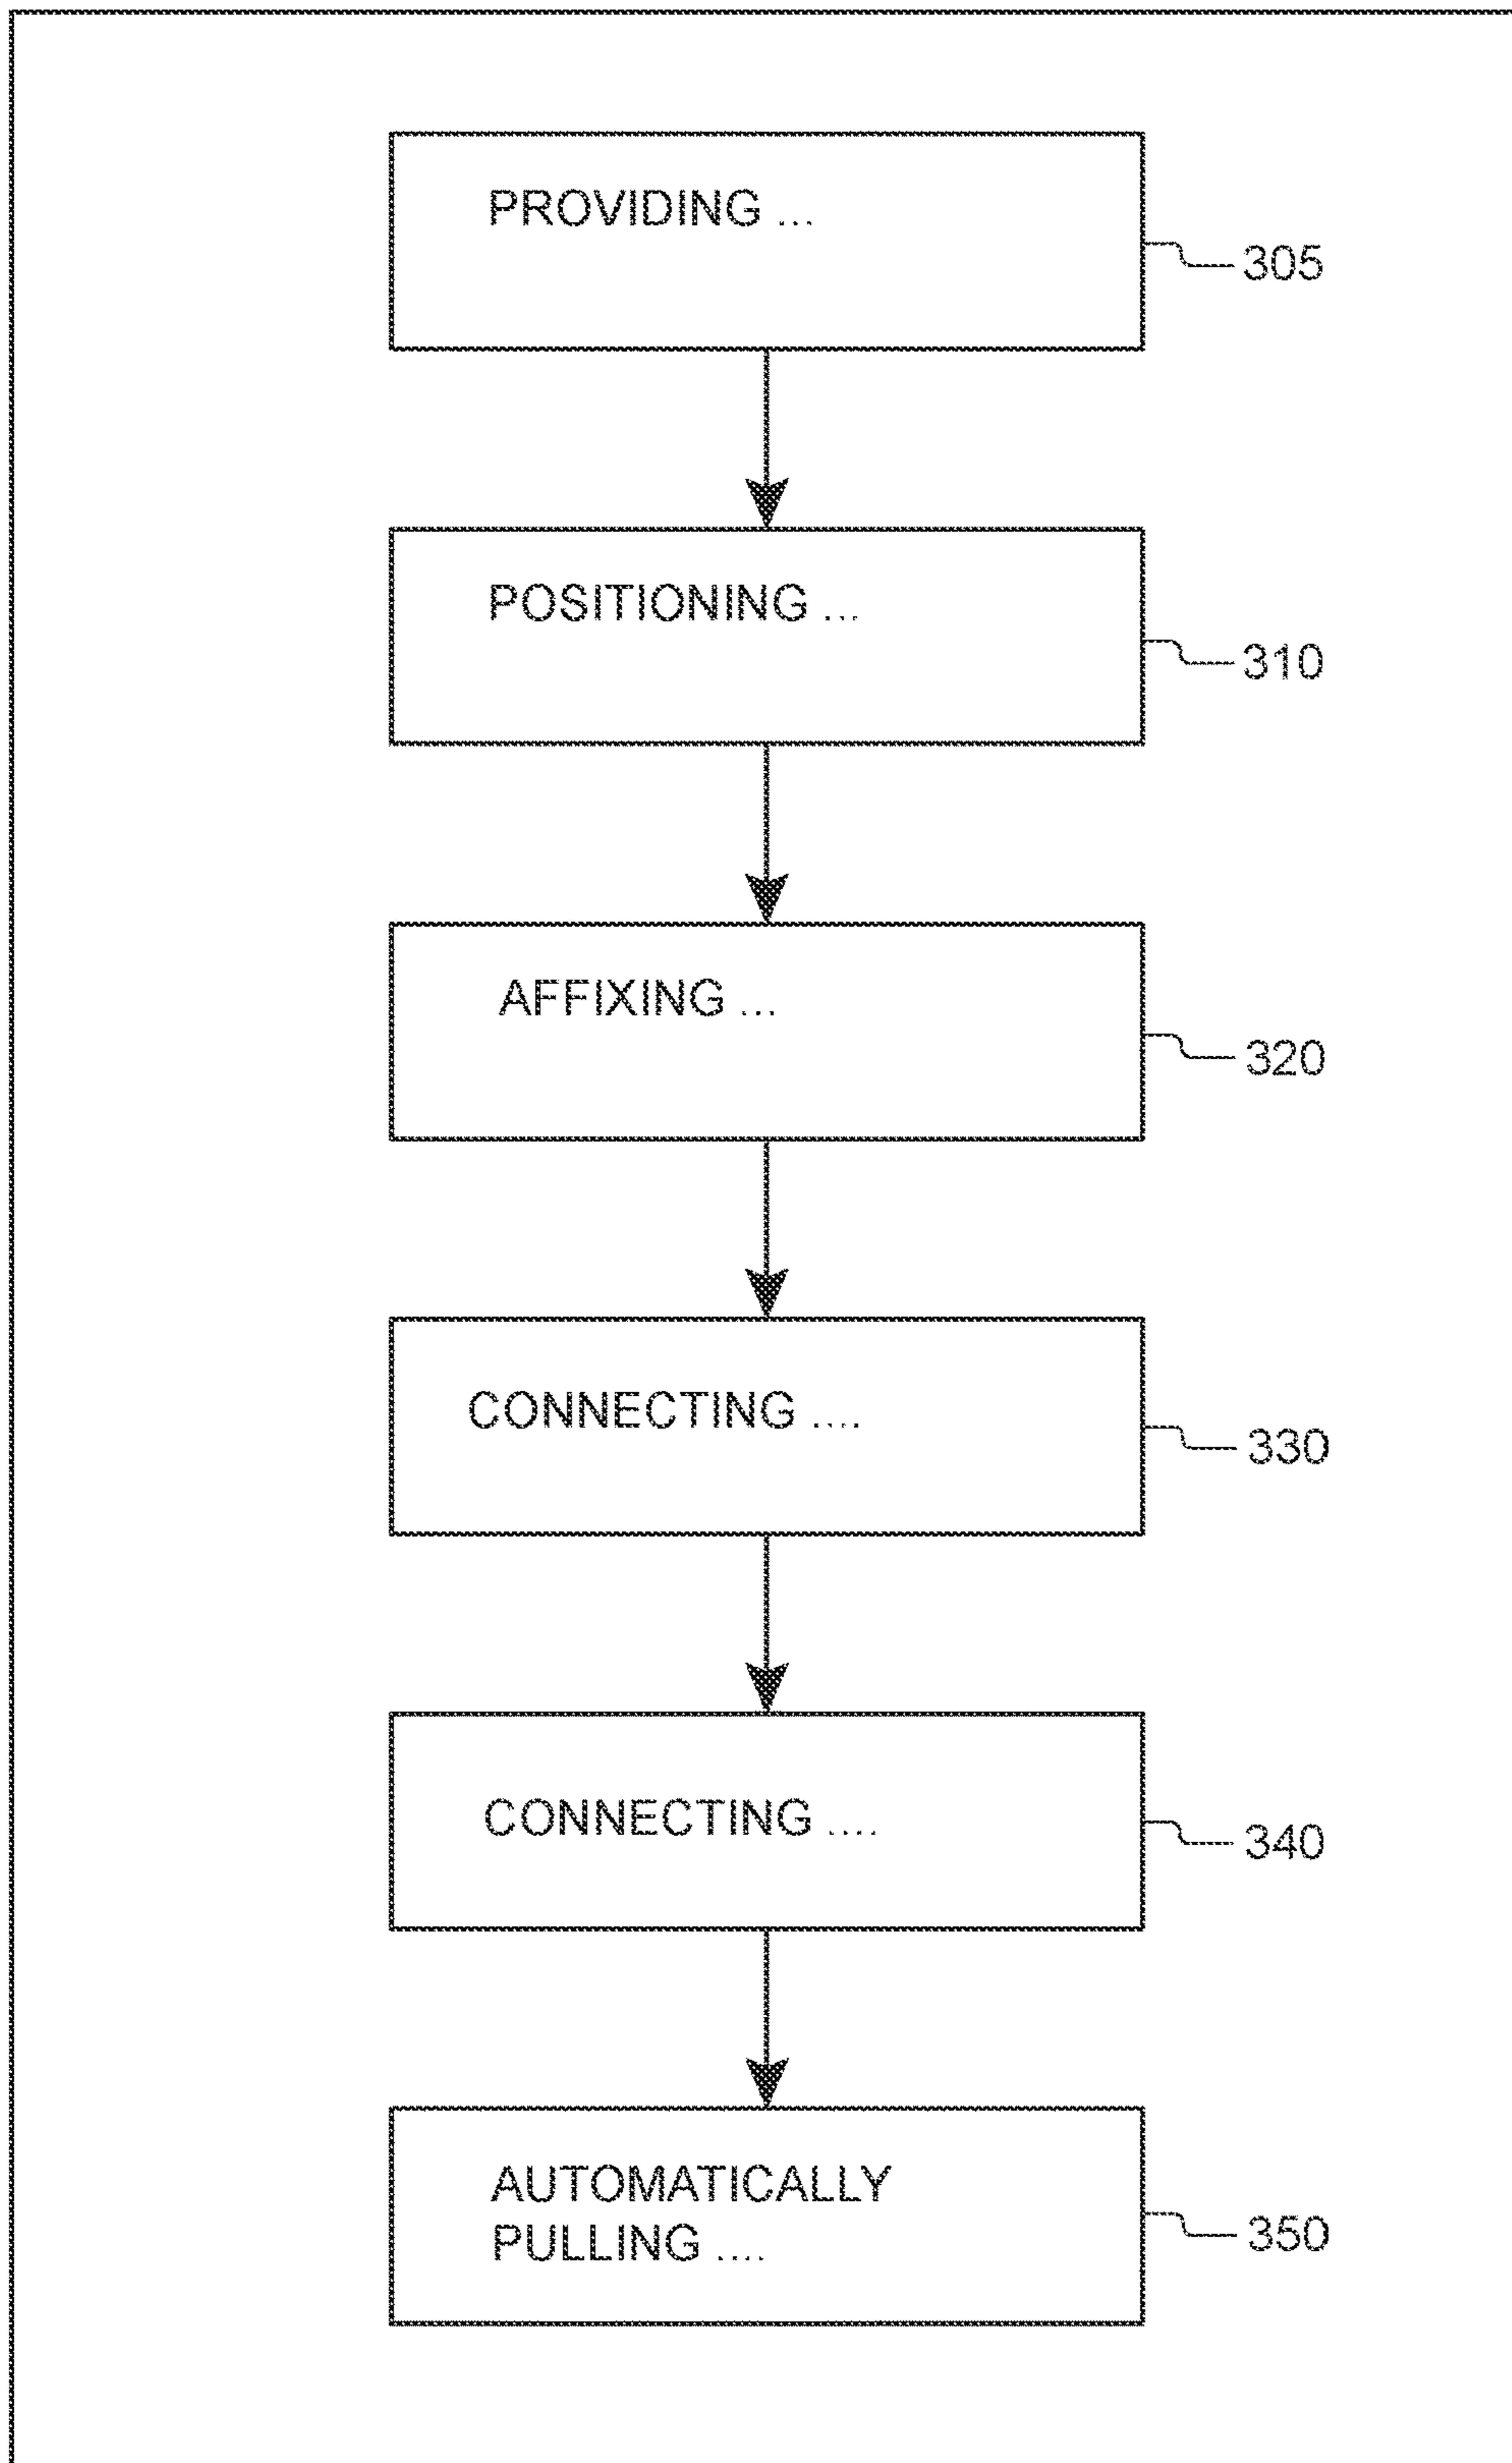 PROVIDING ...
305
POSITIONING ...
310
AFFIXING ...
320
CONNECTING ....
330
CONNECTING ....
340
AUTOMATICALLY
PULLING ....
350